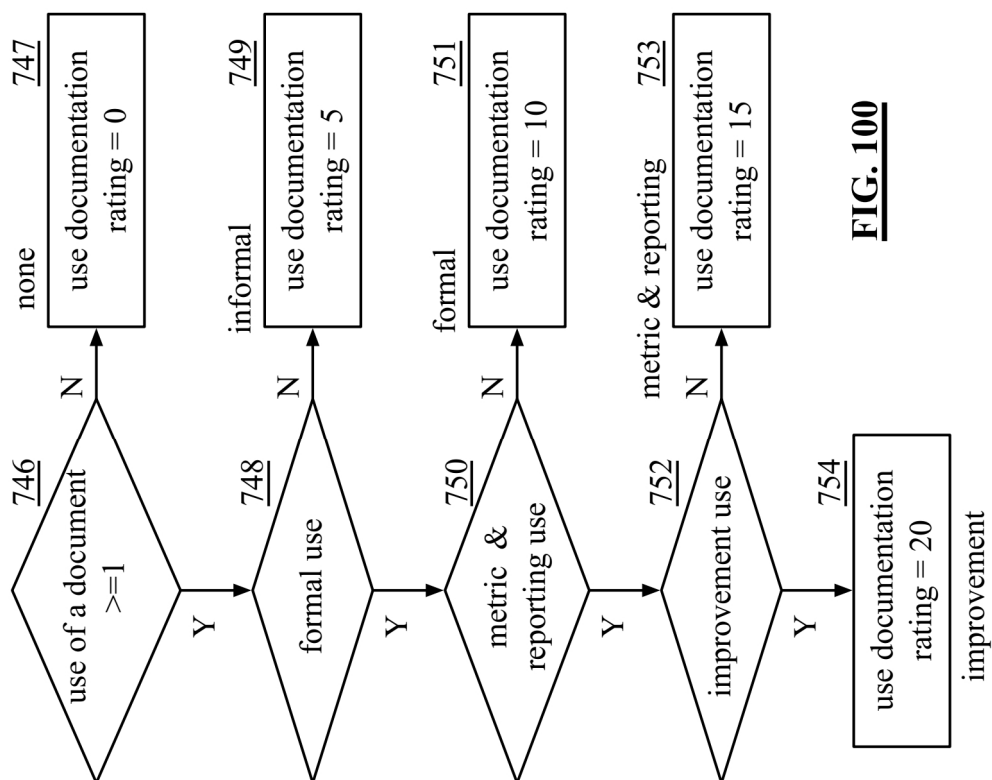 746
use of a document
>=1
N
Y
none
747
use documentation
rating = 0
748
formal use
N
Y
informal
749
use documentation
rating = 5
750
metric &
reporting use
N
Y
formal
751
use documentation
rating = 10
752
improvement use
N
Y
metric & reporting
753
use documentation
rating = 15
754
use documentation
rating = 20
improvement
FIG. 100